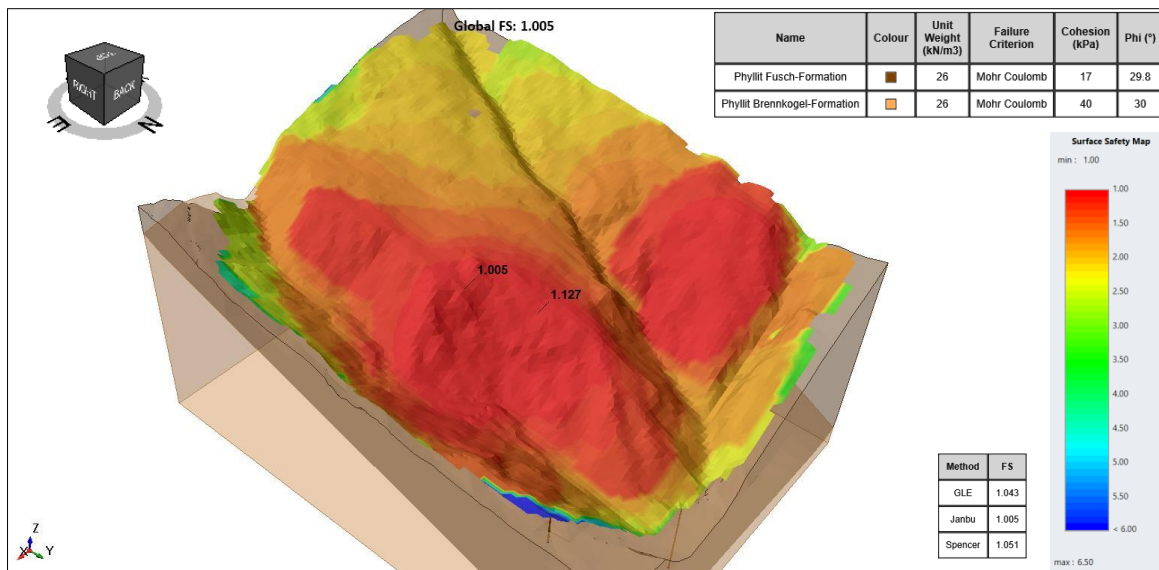 Global FS: 1.005
RIGHT BACK
E N
Name Colour Unit Weight (kN/m3) Failure Criterion Cohesion (kPa) Phi (°)
Phyllit Fusch-Formation 26 Mohr Coulomb 17 29.8
Phyllit Brennkogel-Formation 26 Mohr Coulomb 40 30
Surface Safety Map
min : 1.00
1.00
1.50
2.00
2.50
3.00
3.50
4.00
4.50
5.00
5.50
< 6.00
max : 6.50
1.005
1.127
Method FS
GLE 1.043
Janbu 1.005
Spencer 1.051
Z
X Y